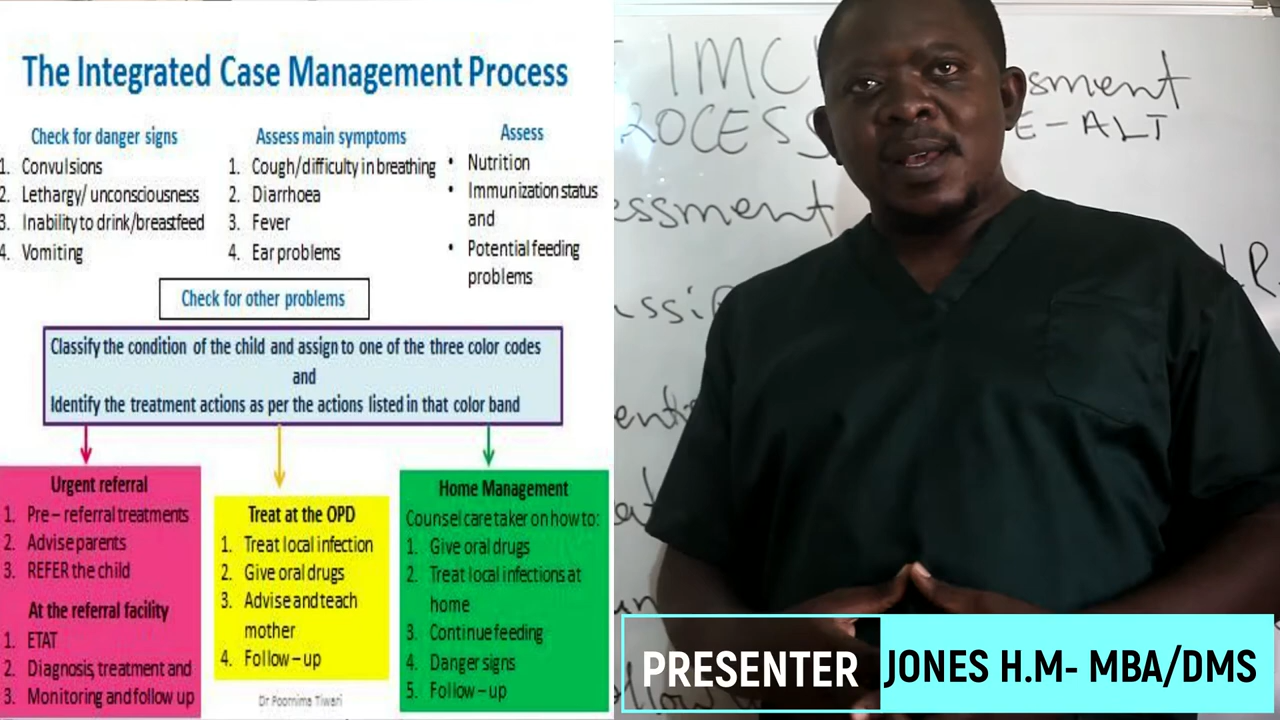 The Integrated Case Management Process
Check for danger signs
1. Convulsions
2. Lethargy/ unconsciousness
3. Inability to drink/breastfeed
4. Vomiting
Assess main symptoms
1. Cough/difficulty in breathing
2. Diarrhoea
3. Fever
4. Ear problems
Assess
• Nutrition
• Immunization status
and
• Potential feeding
problems
Check for other problems
Classify the condition of the child and assign to one of the three color codes
and
Identify the treatment actions as per the actions listed in that color band
Urgent referral
1. Pre – referral treatments
2. Advise parents
3. REFER the child
At the referral facility
1. ETAT
2. Diagnosis, treatment and
3. Monitoring and follow up
Treat at the OPD
1. Treat local infection
2. Give oral drugs
3. Advise and teach
mother
4. Follow – up
Dr Poornima Tiwari
Home Management
Counsel care taker on how to:
1. Give oral drugs
2. Treat local infections at
home
3. Continue feeding
4. Danger signs
5. Follow – up
IMC sment
ROCESS E-ALT
essment
PRESENTER JONES H.M- MBA/DMS